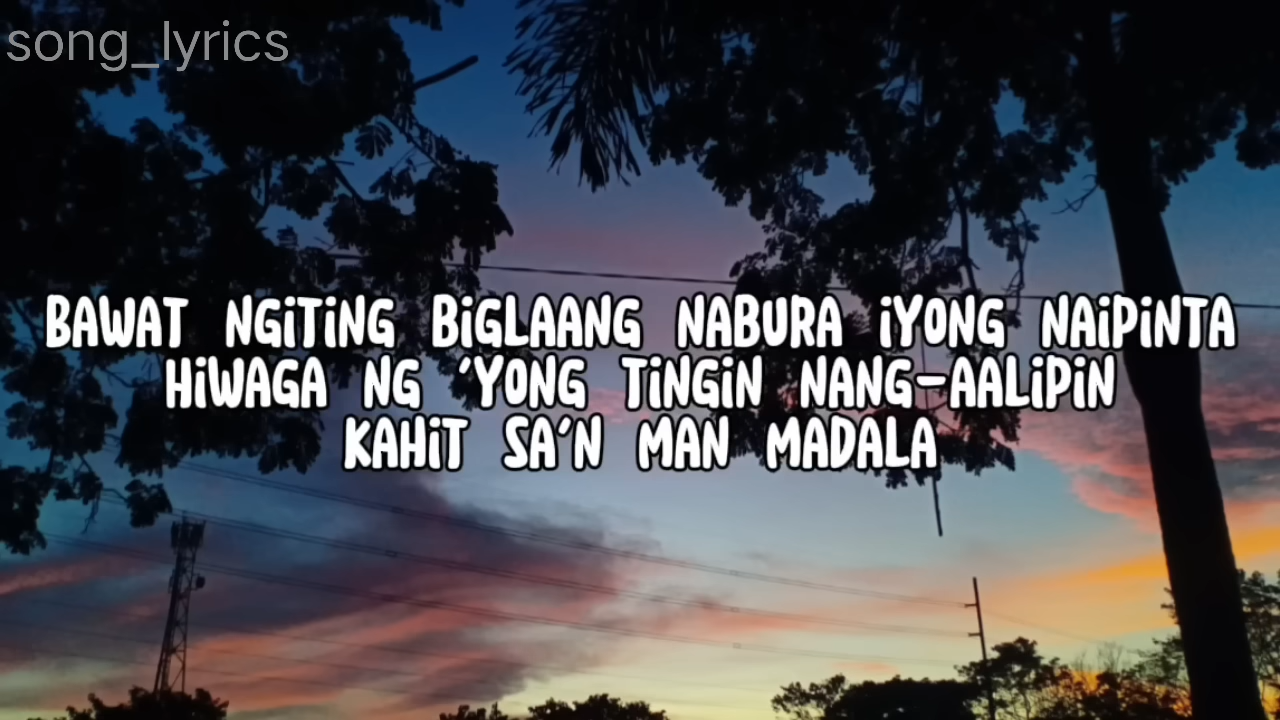 song_lyrics
BAWAT NGiTiNG BiGLAANG NABURA iYONG NAiPiNTA
HiWAGA NG 'YONG TiNGiN NANG-AALiPiN
KAHiT SA'N MAN MADALA